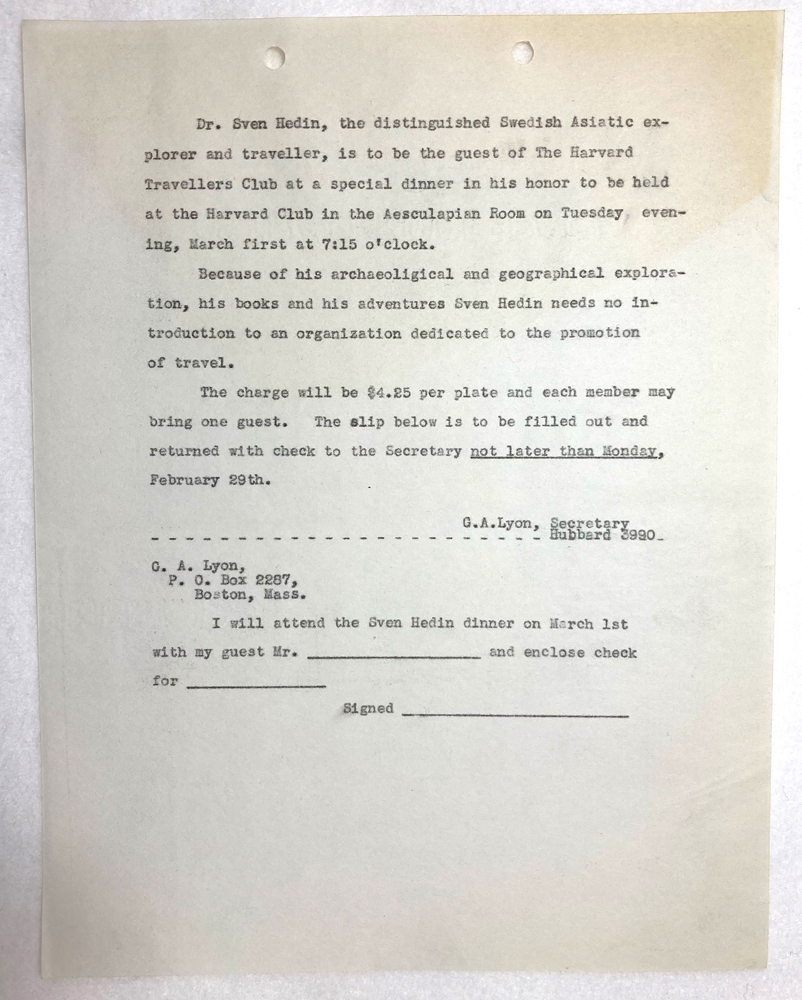 Dr. Sven Hedin, the distinguished Swedish Asiatic ex-
plorer and traveller, is to be the guest of The Harvard
Travellers Club at a special dinner in his honor to be held
at the Harvard Club in the Aesculapian Room on Tuesday, even-
ing, March first at 7:15 o'clock.
Because of his archaeoligical and geographical explora-
tion, his books and his adventures Sven Hedin needs no in-
troduction to an organization dedicated to the promotion
of travel.
The charge will be $4.25 per plate and each member may
bring one guest. The slip below is to be filled out and
returned with check to the Secretary not later than Monday,
February 29th.
G.A.Lyon, Secretary
Hubbard 3990
G. A. Lyon,
P. O. Box 2287,
Boston, Mass.
I will attend the Sven Hedin dinner on March 1st
with my guest Mr. ____________ and enclose check
for ____________
Signed ____________